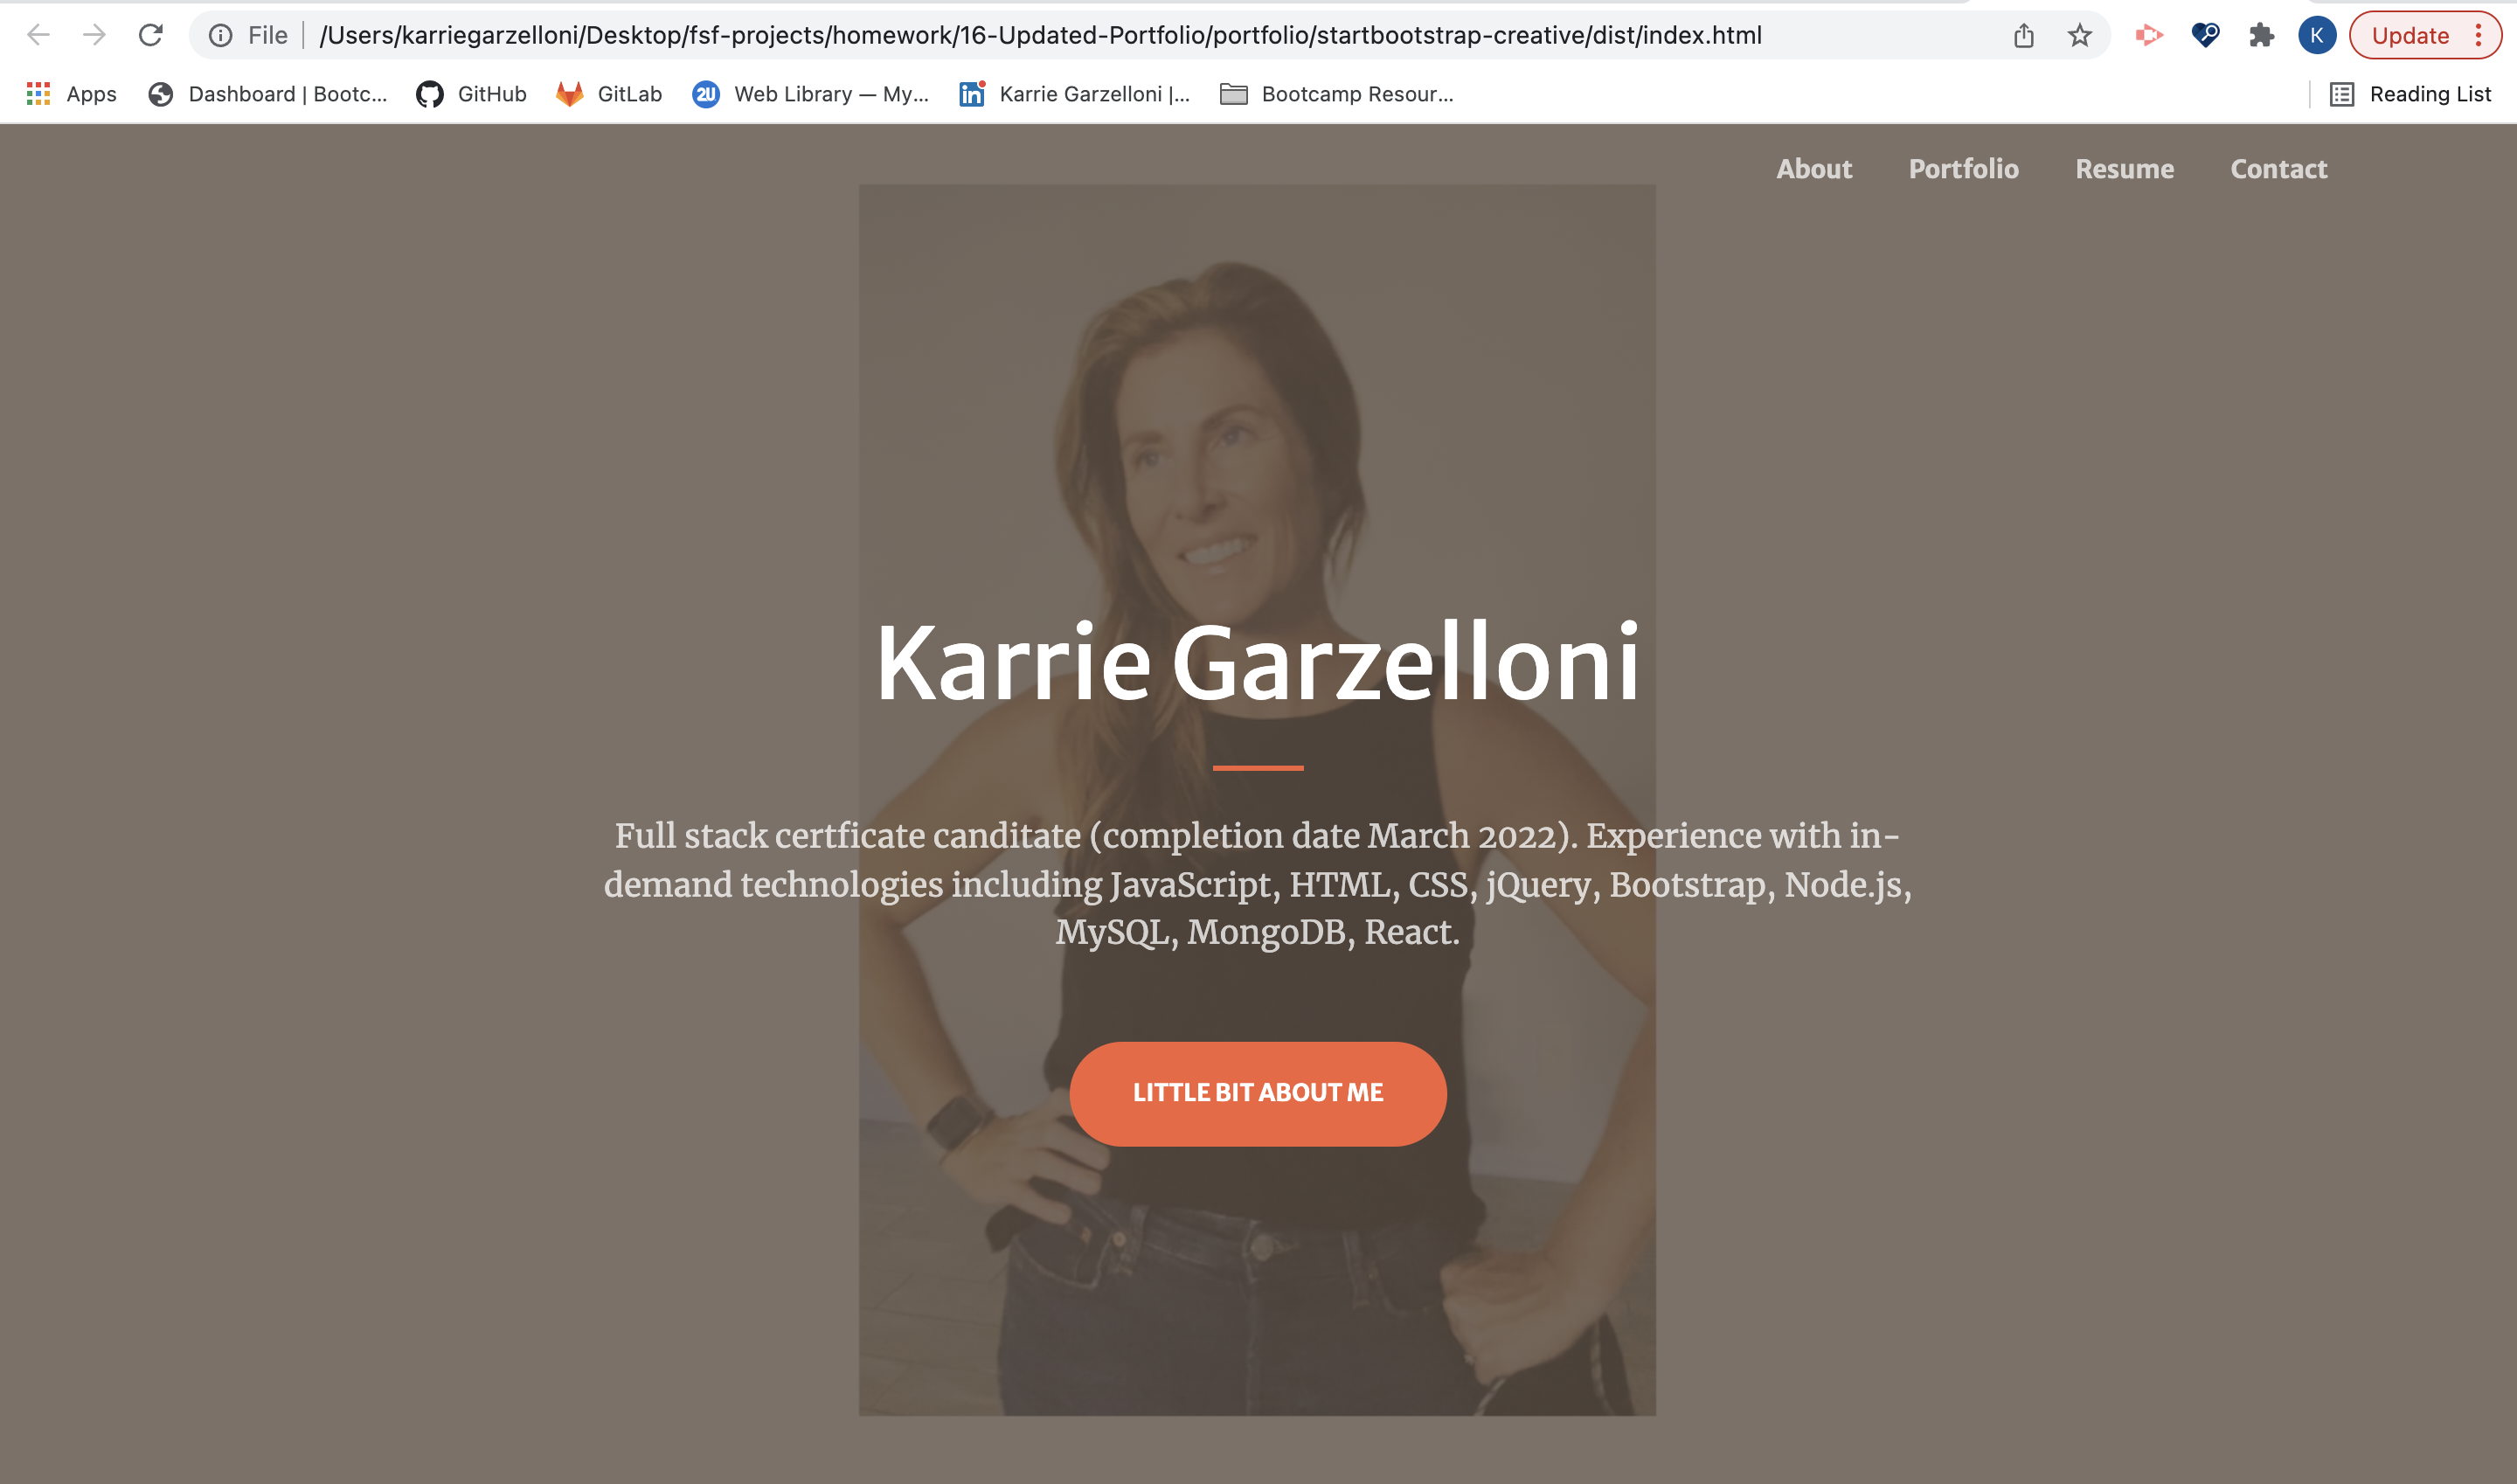 File /Users/karriegarzelloni/Desktop/fsf-projects/homework/16-Updated-Portfolio/portfolio/startbootstrap-creative/dist/index.html K Update
Apps Dashboard | Bootc... GitHub GitLab 2U Web Library — My... in Karrie Garzelloni |... Bootcamp Resour... Reading List
About Portfolio Resume Contact
Karrie Garzelloni
Full stack certficate canditate (completion date March 2022). Experience with in-
demand technologies including JavaScript, HTML, CSS, jQuery, Bootstrap, Node.js,
MySQL, MongoDB, React.
LITTLE BIT ABOUT ME